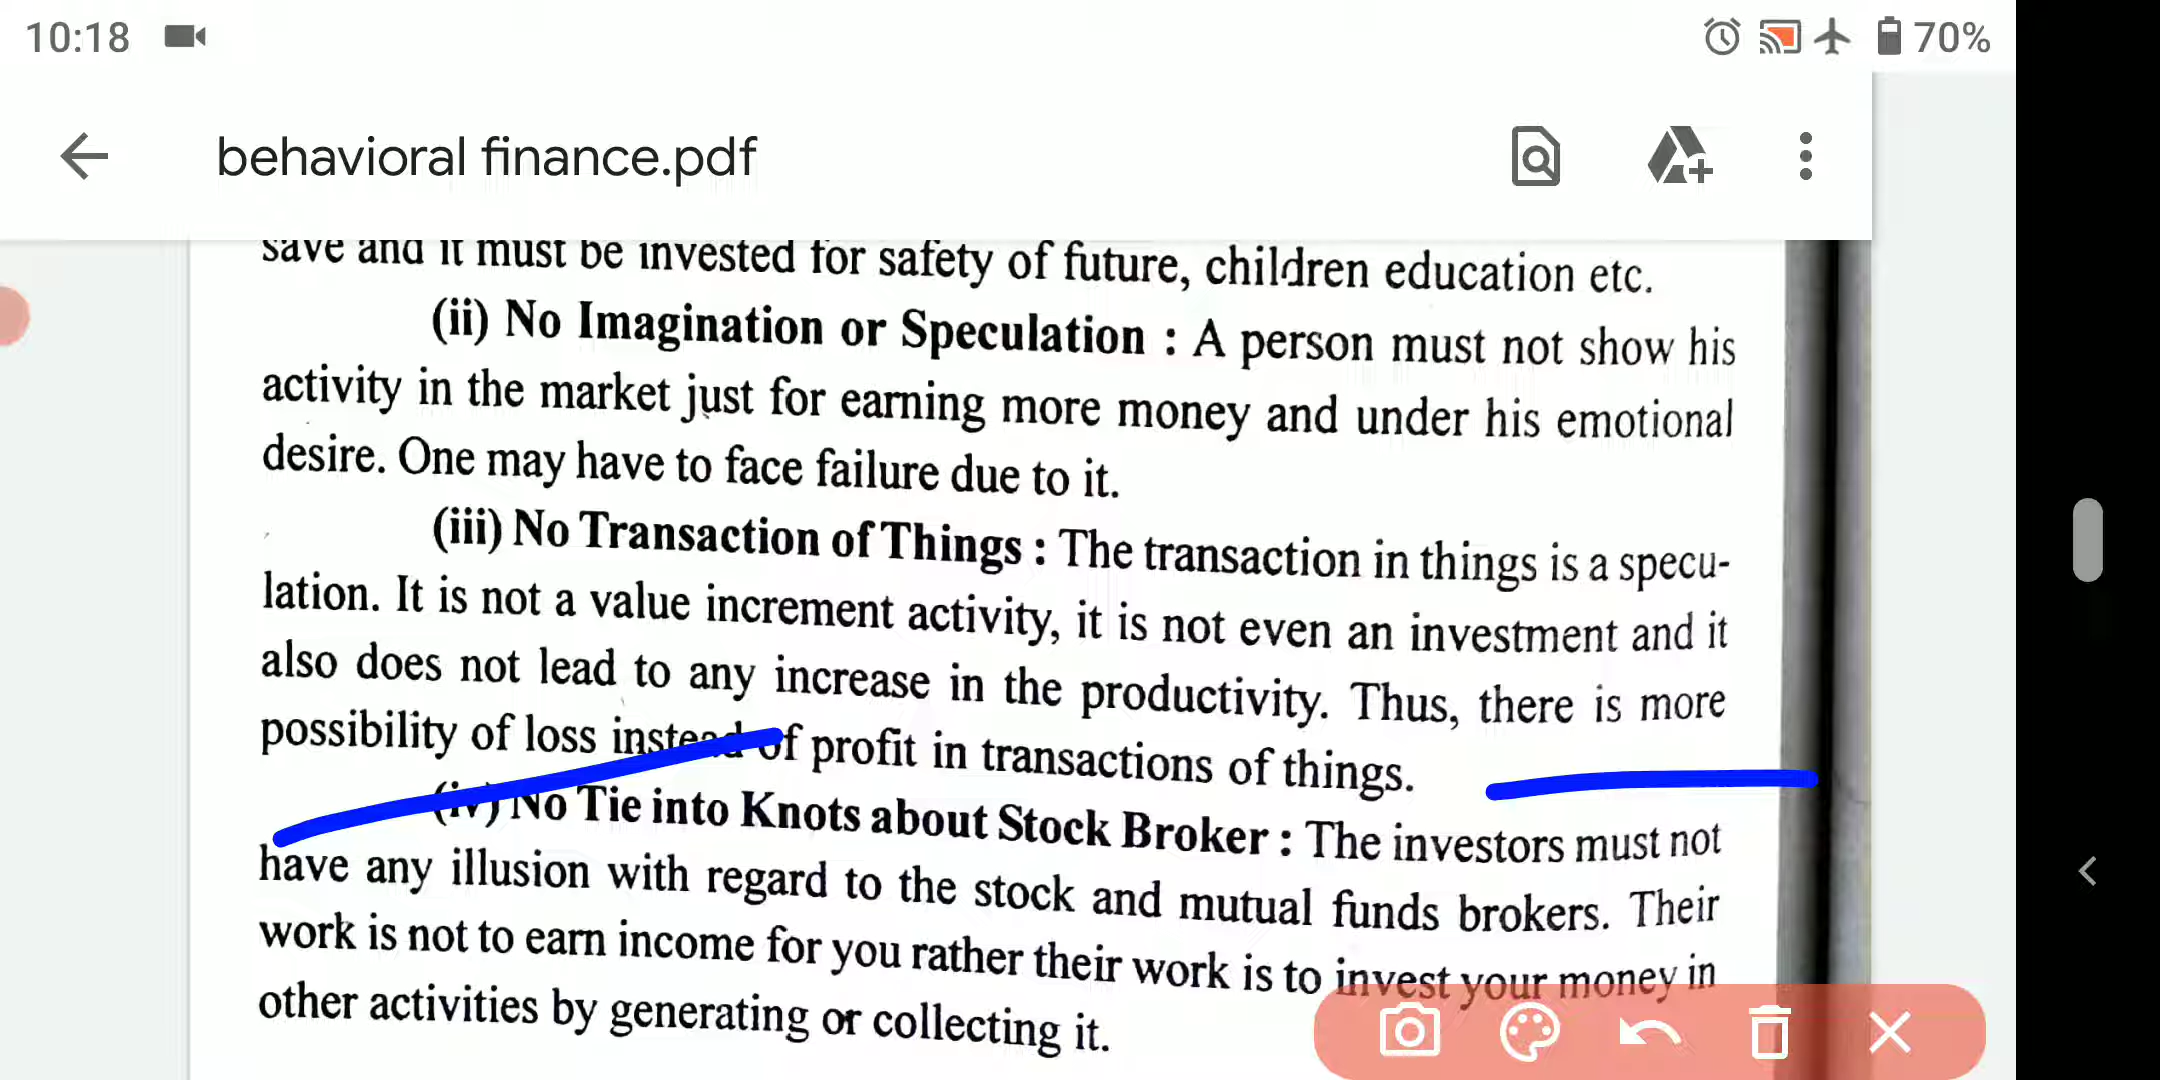 10:18
70%
behavioral finance.pdf
save and it must be invested for safety of future, children education etc.
(ii) No Imagination or Speculation : A person must not show his
activity in the market just for earning more money and under his emotional
desire. One may have to face failure due to it.
(iii) No Transaction of Things : The transaction in things is a specu-
lation. It is not a value increment activity, it is not even an investment and it
also does not lead to any increase in the productivity. Thus, there is more
possibility of loss instead of profit in transactions of things.
(iv) No Tie into Knots about Stock Broker : The investors must not
have any illusion with regard to the stock and mutual funds brokers. Their
work is not to earn income for you rather their work is to invest your money in
other activities by generating or collecting it.